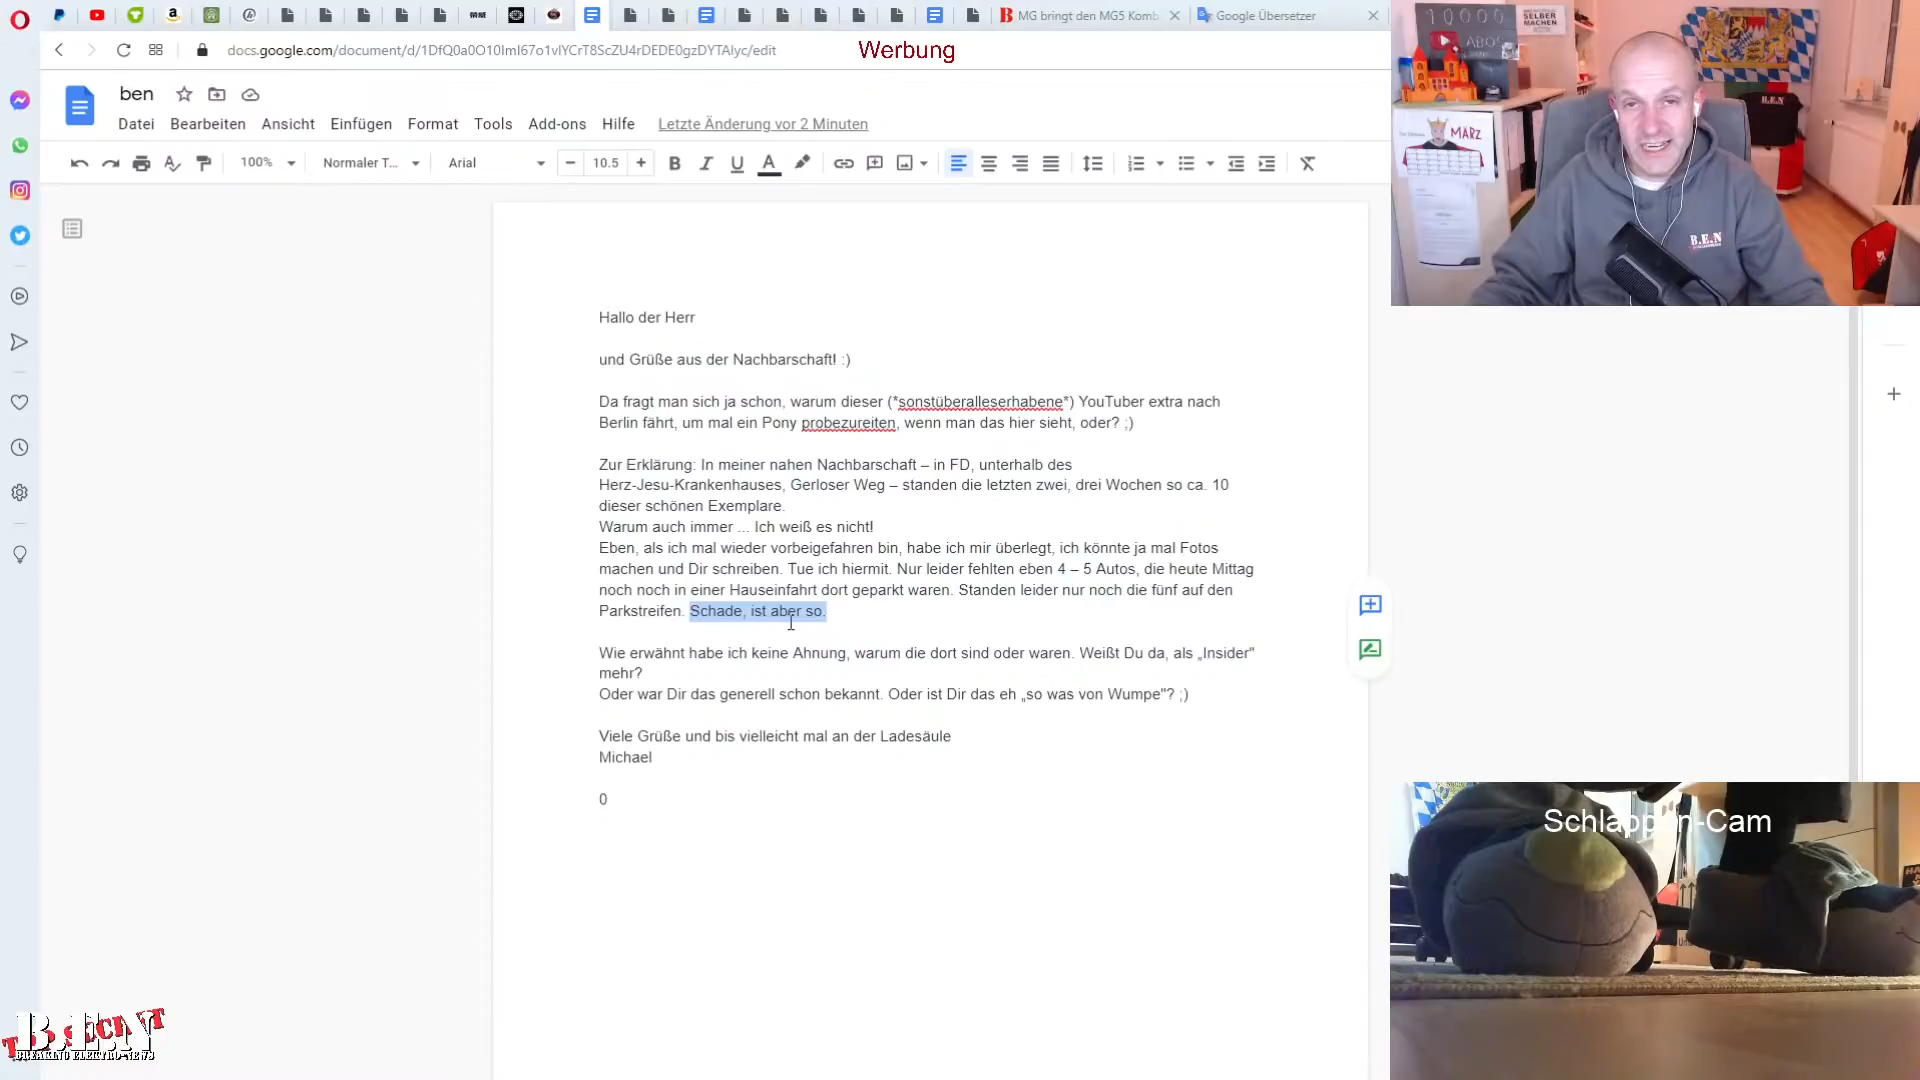 MG bringt den MG5 Komb
Google Übersetzer
docs.google.com/document/d/1DfQ0a0O10ImI67o1vlYCrT8ScZU4rDEDE0gzDYTAlyc/edit
Werbung
ben
Datei Bearbeiten Ansicht Einfügen Format Tools Add-ons Hilfe Letzte Änderung vor 2 Minuten
100% Normaler T... Arial 10.5
Hallo der Herr
und Grüße aus der Nachbarschaft! :)
Da fragt man sich ja schon, warum dieser (*sonstüberalleserhabene*) YouTuber extra nach
Berlin fährt, um mal ein Pony probezureiten, wenn man das hier sieht, oder? ;)
Zur Erklärung: In meiner nahen Nachbarschaft – in FD, unterhalb des
Herz-Jesu-Krankenhauses, Gerloser Weg – standen die letzten zwei, drei Wochen so ca. 10
dieser schönen Exemplare.
Warum auch immer ... Ich weiß es nicht!
Eben, als ich mal wieder vorbeigefahren bin, habe ich mir überlegt, ich könnte ja mal Fotos
machen und Dir schreiben. Tue ich hiermit. Nur leider fehlten eben 4 – 5 Autos, die heute Mittag
noch noch in einer Hauseinfahrt dort geparkt waren. Standen leider nur noch die fünf auf den
Parkstreifen. Schade, ist aber so.
Wie erwähnt habe ich keine Ahnung, warum die dort sind oder waren. Weißt Du da, als „Insider"
mehr?
Oder war Dir das generell schon bekannt. Oder ist Dir das eh „so was von Wumpe"? ;)
Viele Grüße und bis vielleicht mal an der Ladesäule
Michael
0
10000
ABOS
SELBER
MACHEN
MÄRZ
B.E.N
B.E.N
Schlappen-Cam
B.E.N
BREAKING ELEKTRO-NEWS